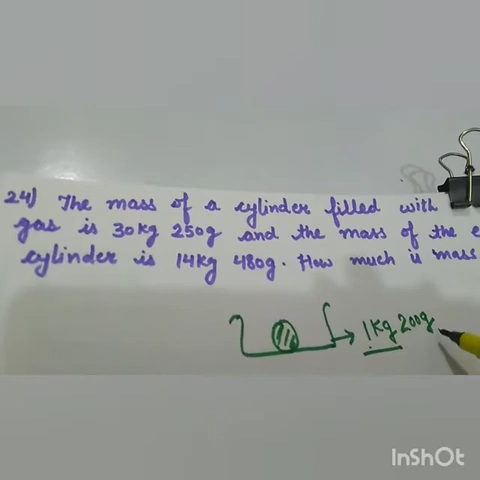 24) The mass of a cylinder filled with
gas is 30kg 250g and the mass of the
cylinder is 14kg 480g. How much is mass
1kg 200g
InShOt